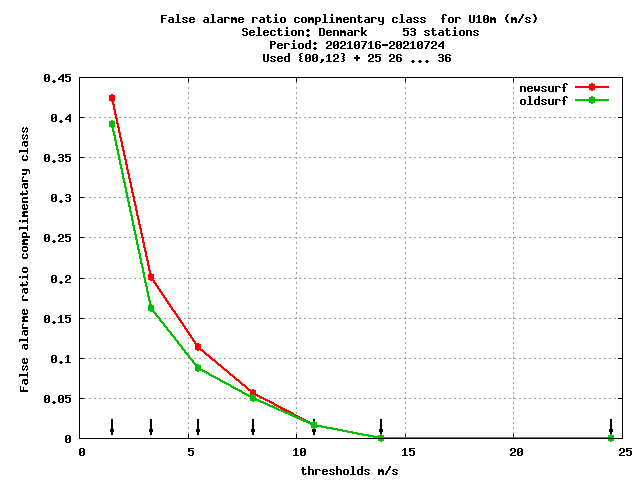 False alarme ratio complimentary class  for U10m (m/s)
Selection: Denmark     53 stations
Period: 20210716-20210724
Used {00,12} + 25 26 ... 36
newsurf
oldsurf
False alarme ratio complimentary class
0.45
0.4
0.35
0.3
0.25
0.2
0.15
0.1
0.05
0
0 5 10 15 20 25
thresholds m/s